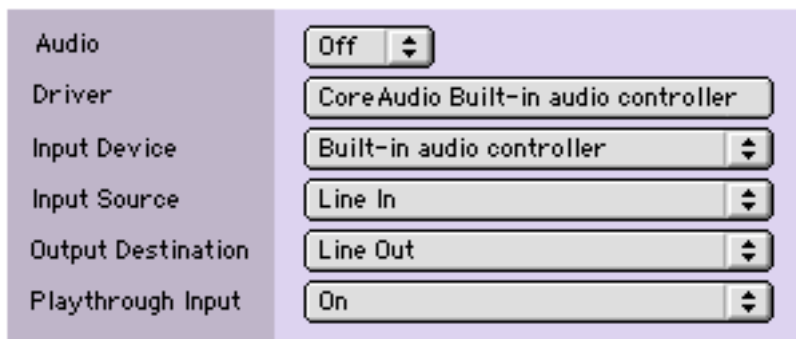 Audio Off
Driver CoreAudio Built-in audio controller
Input Device Built-in audio controller
Input Source Line In
Output Destination Line Out
Playthrough Input On